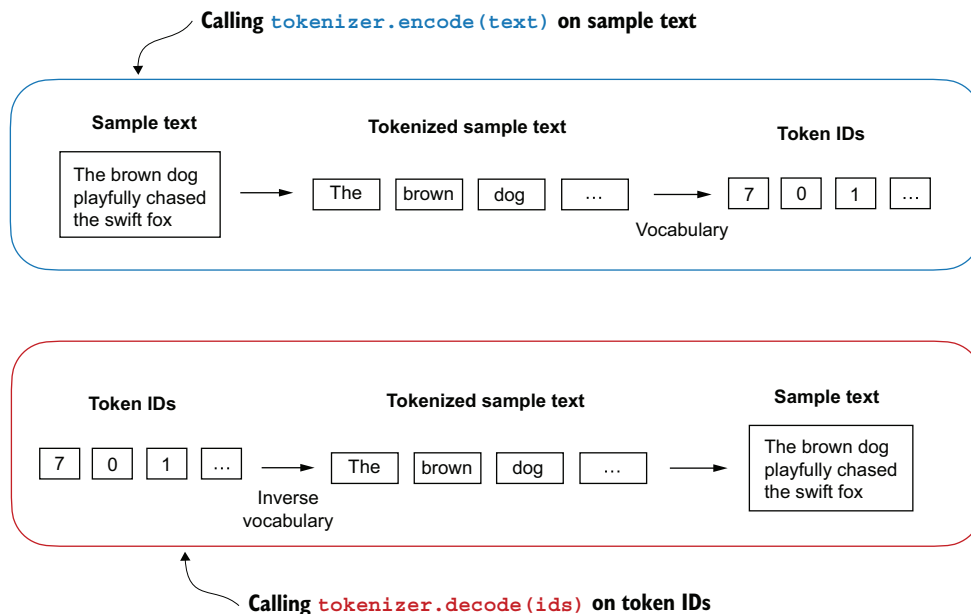 Calling tokenizer.encode(text) on sample text
Sample text
Tokenized sample text
Token IDs
The brown dog
playfully chased
the swift fox
The
brown
dog
...
Vocabulary
7
0
1
...
Token IDs
Tokenized sample text
Sample text
7
0
1
...
Inverse
vocabulary
The
brown
dog
...
The brown dog
playfully chased
the swift fox
Calling tokenizer.decode(ids) on token IDs